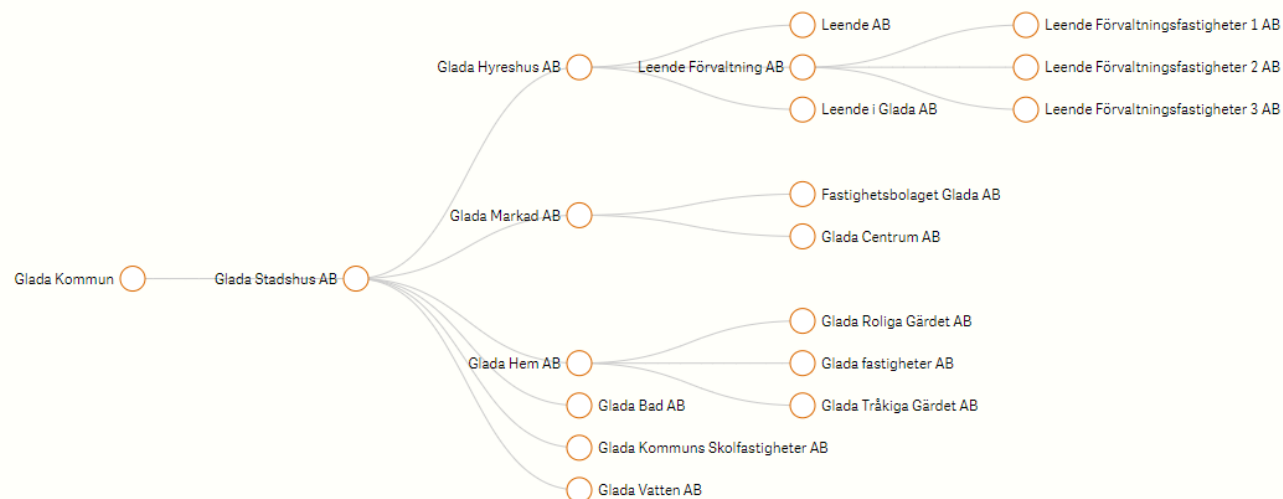 Leende AB
Leende Förvaltningsfastigheter 1 AB
Glada Hyreshus AB
Leende Förvaltning AB
Leende Förvaltningsfastigheter 2 AB
Leende i Glada AB
Leende Förvaltningsfastigheter 3 AB
Fastighetsbolaget Glada AB
Glada Markad AB
Glada Centrum AB
Glada Kommun
Glada Stadshus AB
Glada Roliga Gärdet AB
Glada Hem AB
Glada fastigheter AB
Glada Bad AB
Glada Tråkiga Gärdet AB
Glada Kommuns Skolfastigheter AB
Glada Vatten AB